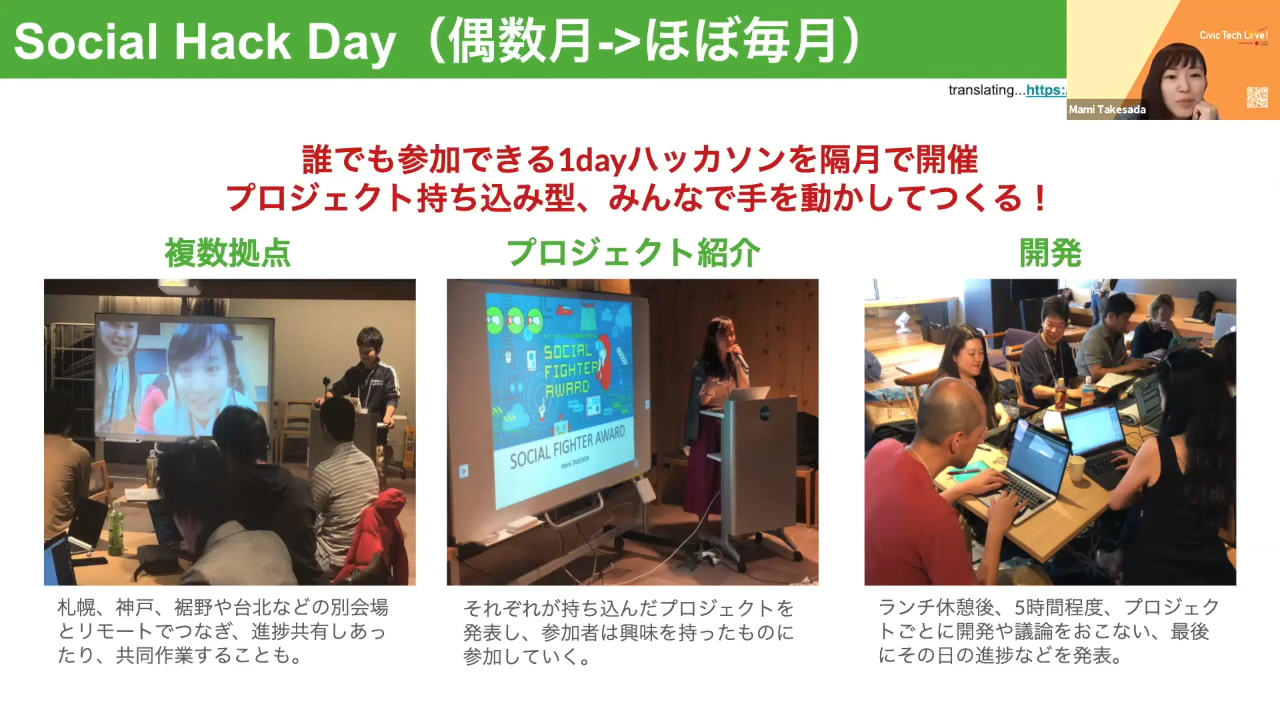 Social Hack Day（偶数月->ほぼ毎月）
Civic Tech Live!
translating...https:
Mami Takesada
誰でも参加できる1dayハッカソンを隔月で開催
プロジェクト持ち込み型、みんなで手を動かしてつくる！
複数拠点
プロジェクト紹介
開発
SOCIAL
FIGHTER
AWARD
SOCIAL FIGHTER AWARD
Mami TAKESADA
札幌、神戸、裾野や台北などの別会場
とリモートでつなぎ、進捗共有しあっ
たり、共同作業することも。
それぞれが持ち込んだプロジェクトを
発表し、参加者は興味を持ったものに
参加していく。
ランチ休憩後、5時間程度、プロジェク
トごとに開発や議論をおこない、最後
にその日の進捗などを発表。